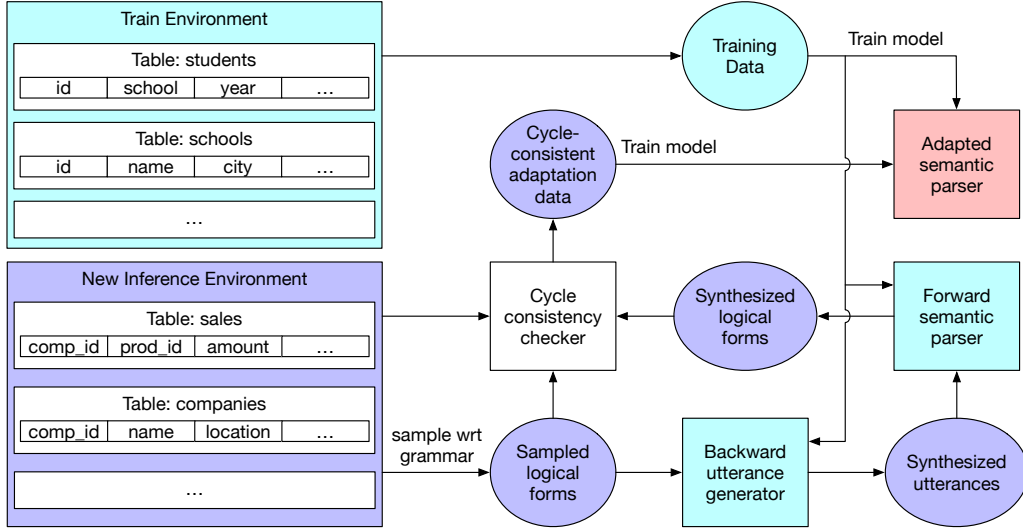 Train Environment
Table: students
id school year ...
Table: schools
id name city ...
...
New Inference Environment
Table: sales
comp_id prod_id amount ...
Table: companies
comp_id name location ...
...
Training
Data
Train model
Cycle-
consistent
adaptation
data
Train model
Adapted
semantic
parser
Cycle
consistency
checker
Synthesized
logical
forms
Forward
semantic
parser
sample wrt
grammar
Sampled
logical
forms
Backward
utterance
generator
Synthesized
utterances